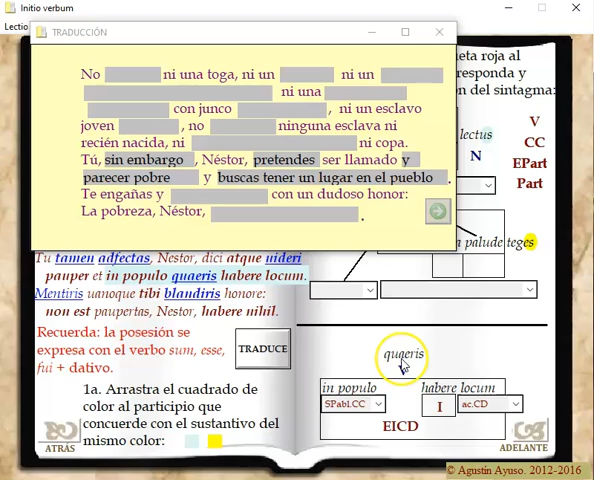 Initio verbum
Lectio
TRADUCCIÓN
No ni una toga, ni un ni un
ni una
con junco , ni un esclavo
joven , no ninguna esclava ni
recién nacida, ni ni copa.
Tú, sin embargo , Néstor, pretendes ser llamado y
parecer pobre y buscas tener un lugar en el pueblo .
Te engañas y con un dudoso honor:
La pobreza, Néstor, .
eta roja al
responda y
ón del sintagma:
lectus
N
V
CC
EPart
Part
palude teges
Tu tamen adfectas, Nestor, dici atque uideri
pauper et in populo quaeris habere locum.
Mentiris uanoque tibi blandiris honore:
non est paupertas, Nestor, habere nihil.
Recuerda: la posesión se
expresa con el verbo sum, esse,
fui + dativo.
TRADUCE
1a. Arrastra el cuadrado de
color al participio que
concuerde con el sustantivo del
mismo color:
quaeris
V
in populo habere locum
SPabl.CC I ac.CD
EICD
ATRÁS
ADELANTE
© Agustín Ayuso. 2012-2016